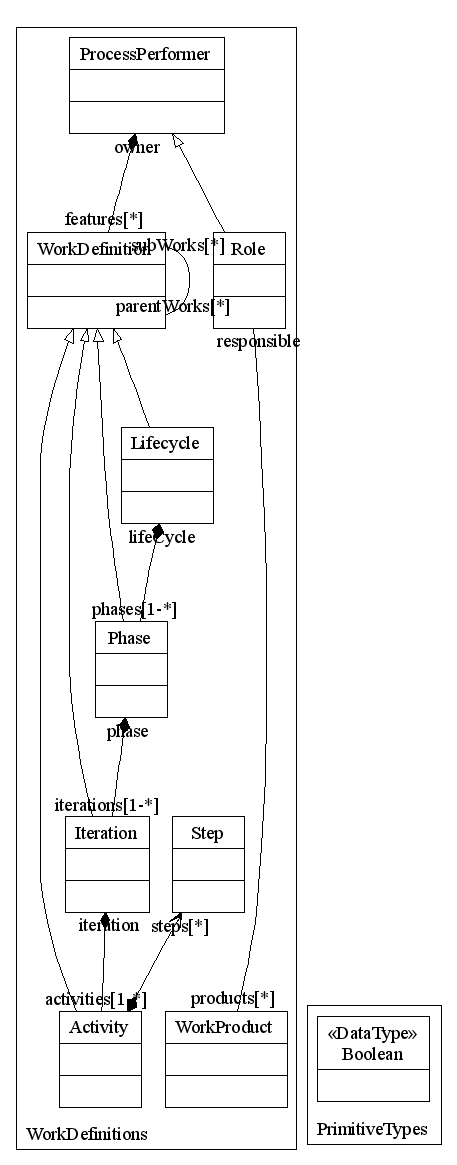 ProcessPerformer
owner
features[*]
WorkDefinition
subWorks[*]
Role
parentWorks[*]
responsible
Lifecycle
lifeCycle
phases[1-*]
Phase
phase
iterations[1-*]
Iteration
Step
iteration
steps[*]
activities[1-*]
products[*]
Activity
WorkProduct
«DataType»
Boolean
PrimitiveTypes
WorkDefinitions